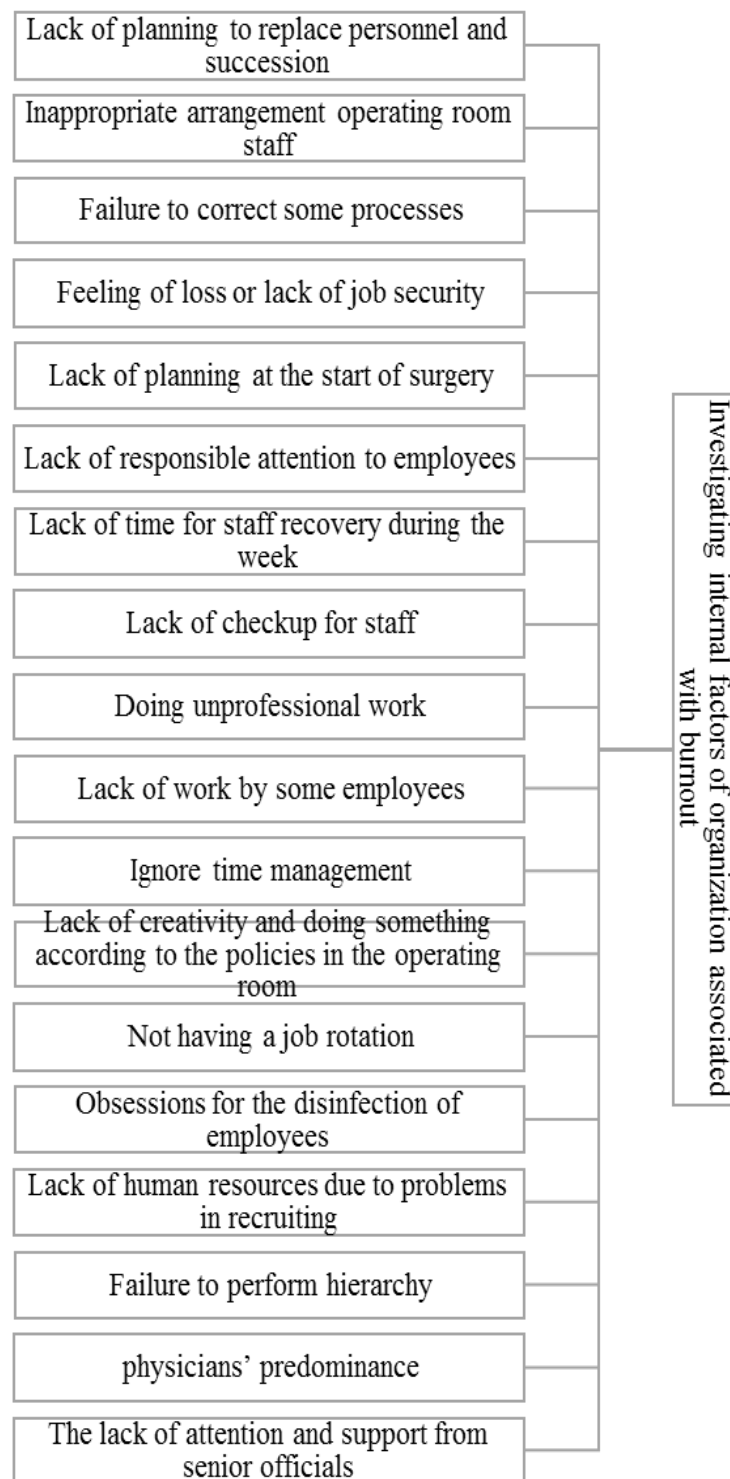 Lack of planning to replace personnel and
succession
Inappropriate arrangement operating room
staff
Failure to correct some processes
Feeling of loss or lack of job security
Lack of planning at the start of surgery
Lack of responsible attention to employees
Lack of time for staff recovery during the
week
Lack of checkup for staff
Doing unprofessional work
Lack of work by some employees
Ignore time management
Lack of creativity and doing something
according to the policies in the operating
room
Not having a job rotation
Obsessions for the disinfection of
employees
Lack of human resources due to problems
in recruiting
Failure to perform hierarchy
physicians’ predominance
The lack of attention and support from
senior officials
Investigating internal factors of organization associated
with burnout